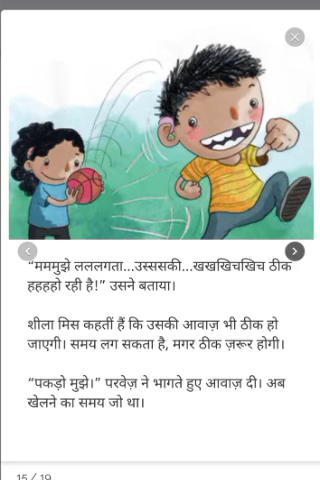 “मममुझे लललगता...उस्ससकी...खखखिचखिच ठीक
हहहहो रही है!” उसने बताया।
शीला मिस कहतीं हैं कि उसकी आवाज़ भी ठीक हो
जाएगी। समय लग सकता है, मगर ठीक ज़रूर होगी।
“पकड़ो मुझे।” परवेज़ ने भागते हुए आवाज़ दी। अब
खेलने का समय जो था।
15 / 19